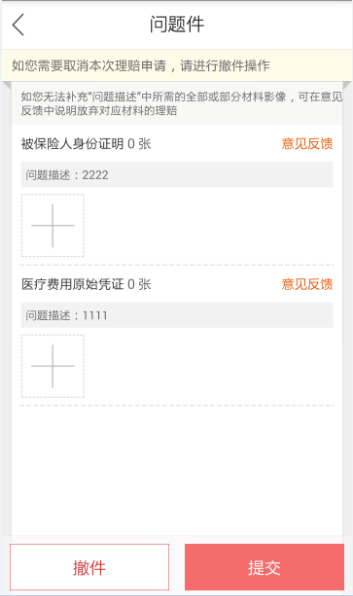 问题件
如您需要取消本次理赔申请，请进行撤件操作
如您无法补充“问题描述”中所需的全部或部分材料影像，可在意见
反馈中说明放弃对应材料的理赔
被保险人身份证明 0 张 意见反馈
问题描述：2222
医疗费用原始凭证 0 张 意见反馈
问题描述：1111
撤件 提交